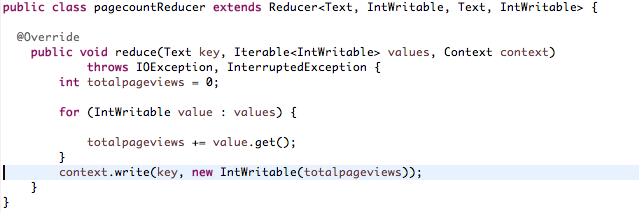 public class pagecountReducer extends Reducer<Text, IntWritable, Text, IntWritable> {
@Override
public void reduce(Text key, Iterable<IntWritable> values, Context context)
throws IOException, InterruptedException {
int totalpageviews = 0;
for (IntWritable value : values) {
totalpageviews += value.get();
}
context.write(key, new IntWritable(totalpageviews));
}
}